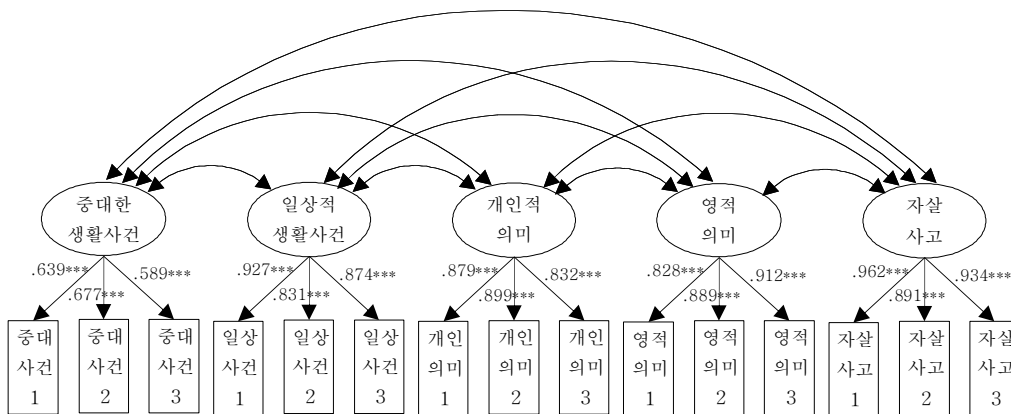 중대한
생활사건
일상적
생활사건
개인적
의미
영적
의미
자살
사고
.639***
.677***
.589***
.927***
.831***
.874***
.879***
.899***
.832***
.828***
.889***
.912***
.962***
.891***
.934***
중대
사건
1
중대
사건
2
중대
사건
3
일상
사건
1
일상
사건
2
일상
사건
3
개인
의미
1
개인
의미
2
개인
의미
3
영적
의미
1
영적
의미
2
영적
의미
3
자살
사고
1
자살
사고
2
자살
사고
3